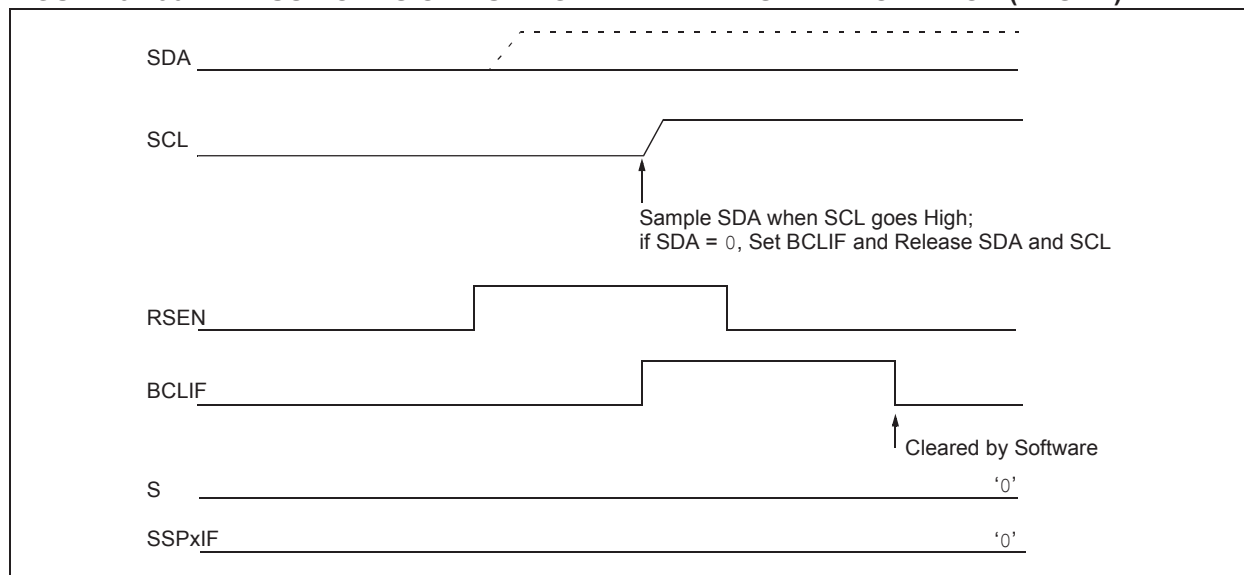 SDA
SCL
Sample SDA when SCL goes High;
if SDA = 0, Set BCLIF and Release SDA and SCL
RSEN
BCLIF
Cleared by Software
S
‘0’
SSPxIF
‘0’